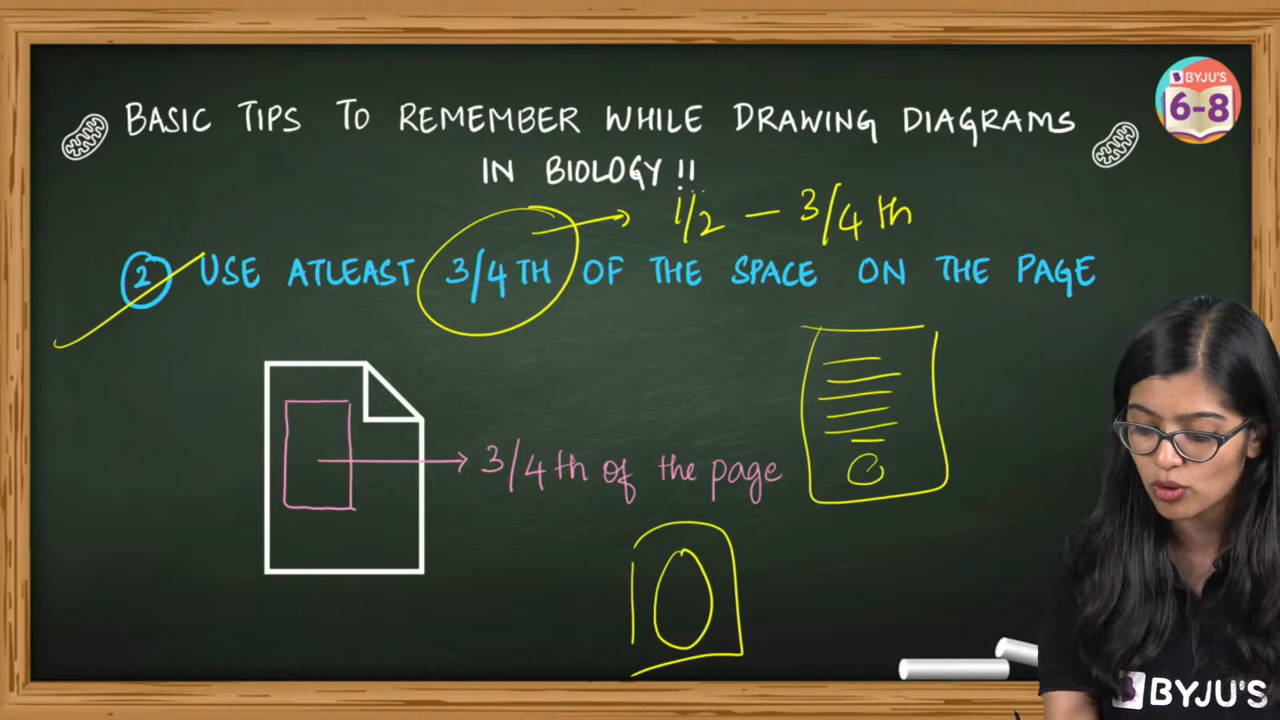 BYJU'S
6-8
BASIC TIPS TO REMEMBER WHILE DRAWING DIAGRAMS
IN BIOLOGY!!
1/2 — 3/4 th
2 USE ATLEAST 3/4TH OF THE SPACE ON THE PAGE
3/4 th of the page
BYJU'S